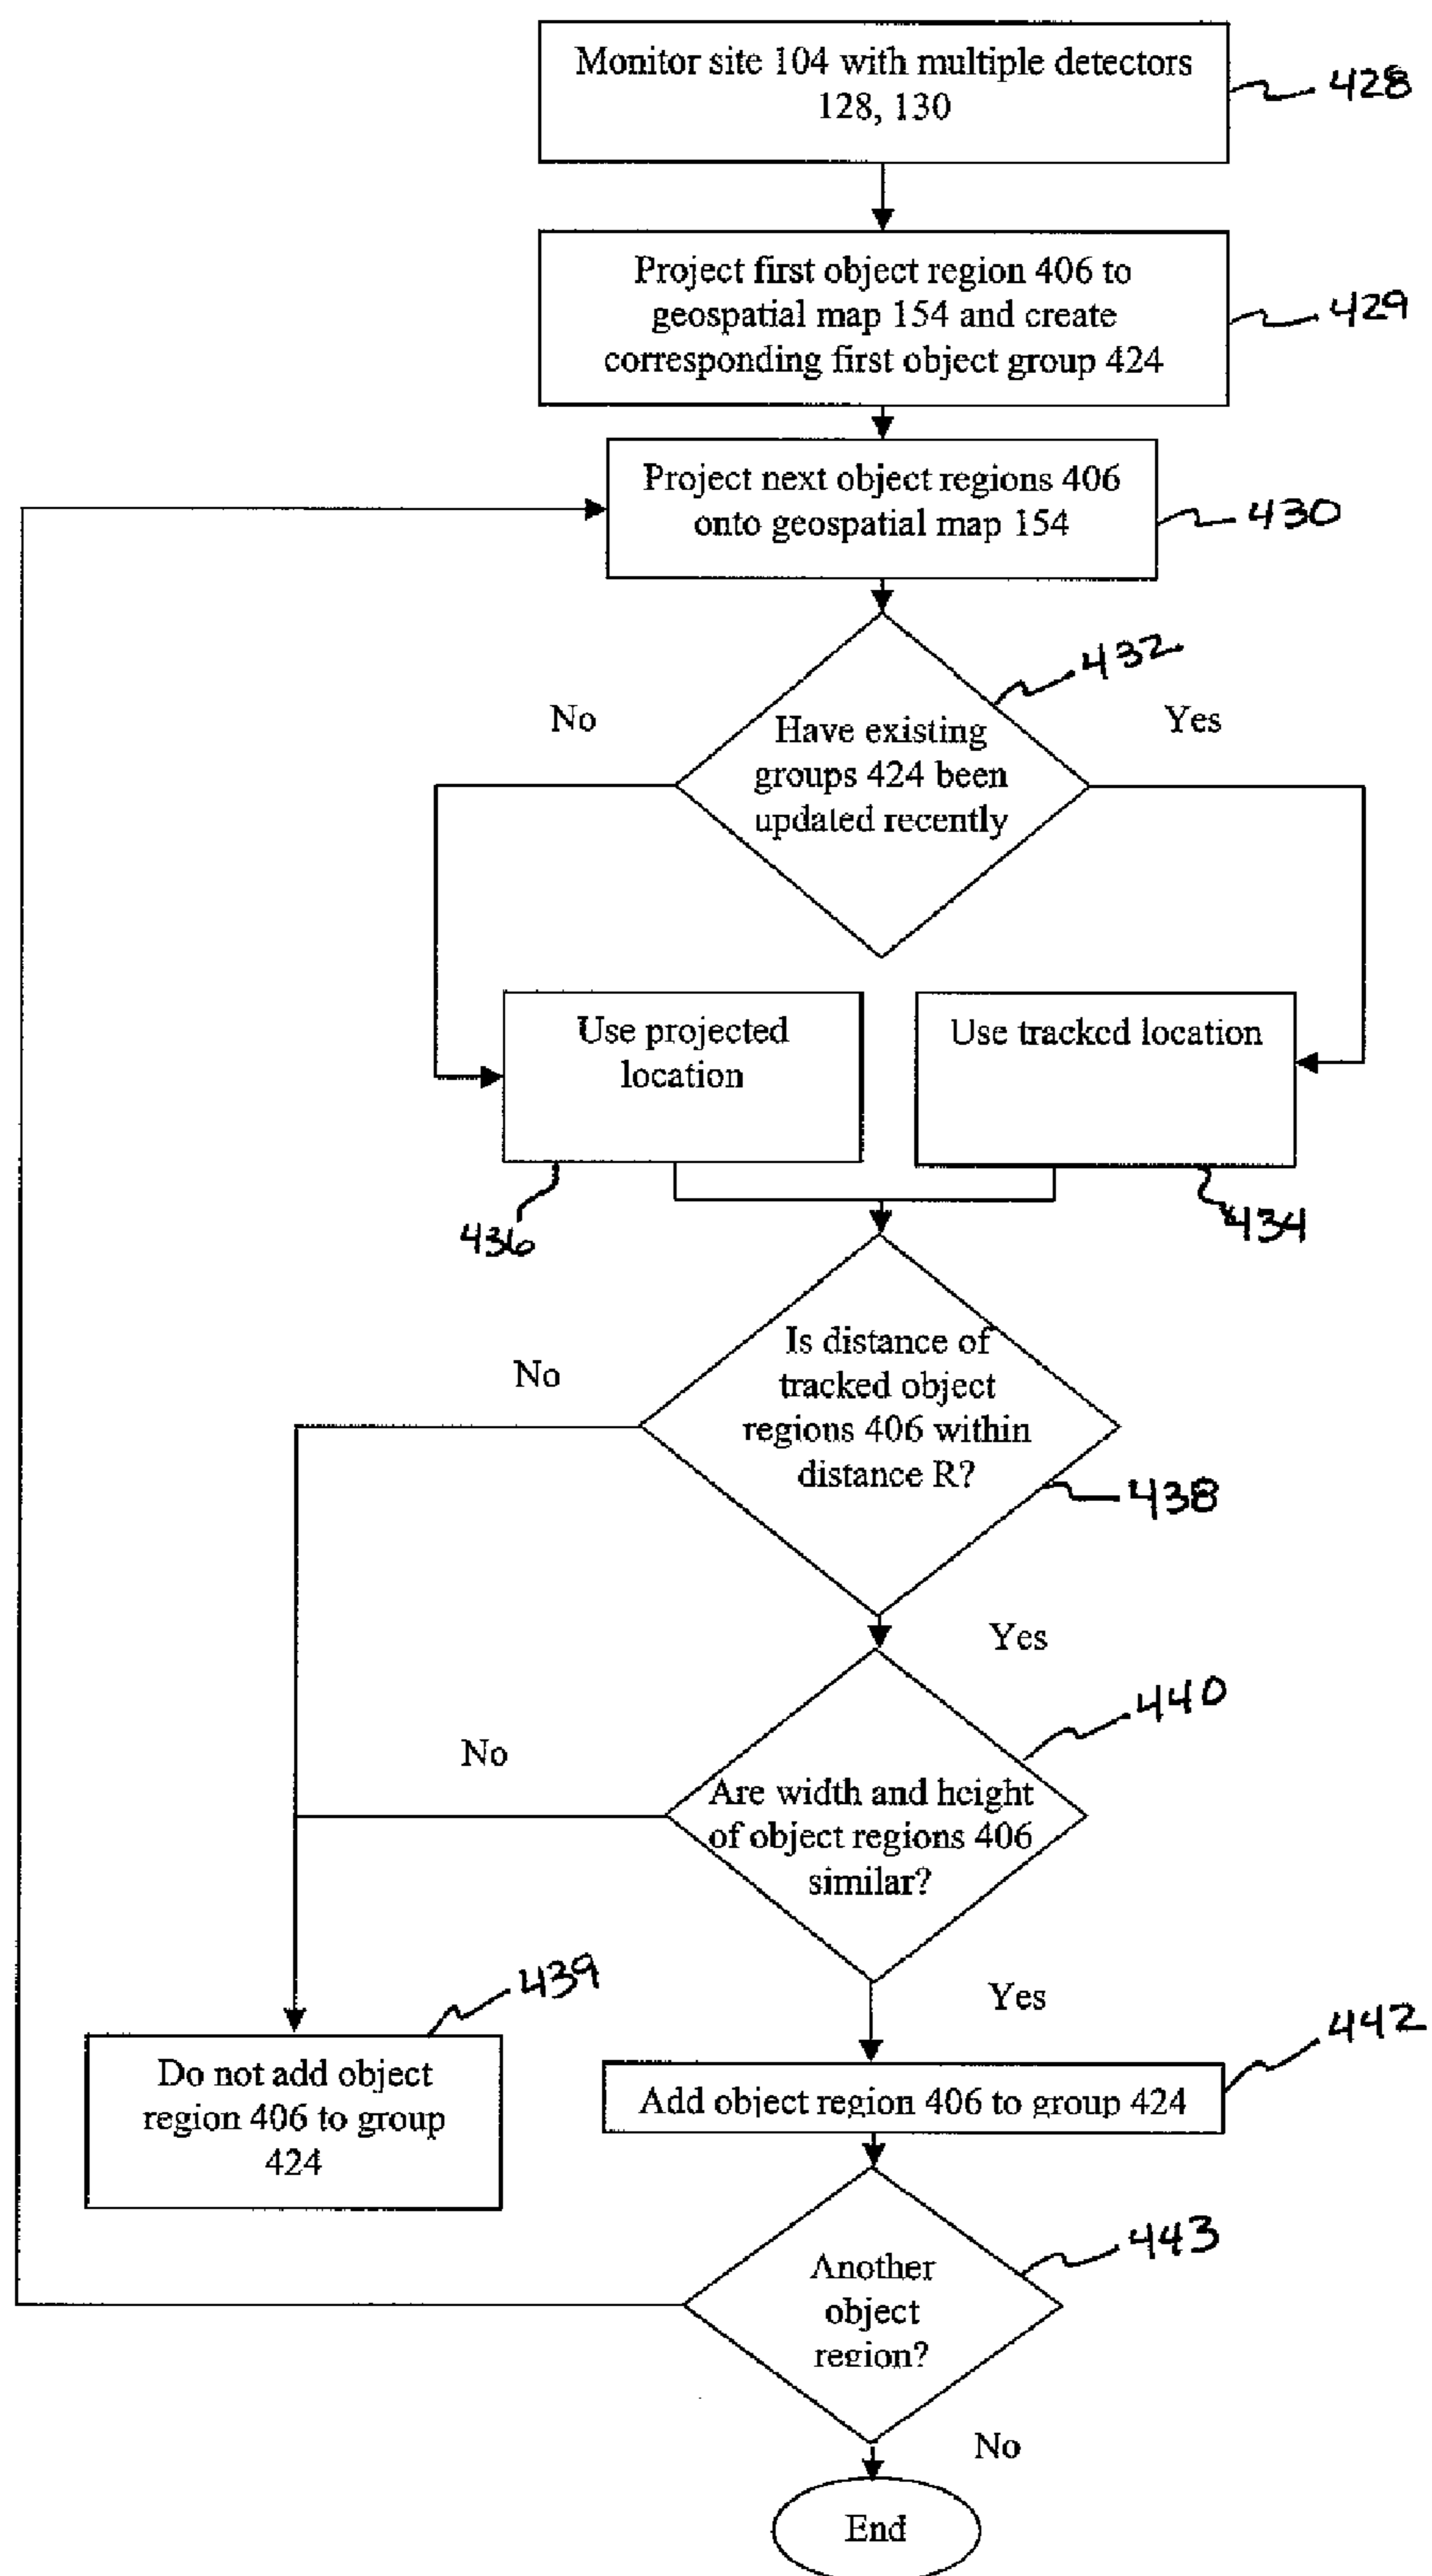 Monitor site 104 with multiple detectors
128, 130
428
Project first object region 406 to
geospatial map 154 and create
corresponding first object group 424
429
Project next object regions 406
onto geospatial map 154
430
432
No
Yes
Have existing
groups 424 been
updated recently
Use projected
location
Use tracked location
436
434
Is distance of
tracked object
regions 406 within
distance R?
No
438
Yes
440
No
Are width and height
of object regions 406
similar?
439
Yes
442
Do not add object
region 406 to group
424
Add object region 406 to group 424
443
Another
object
region?
No
End